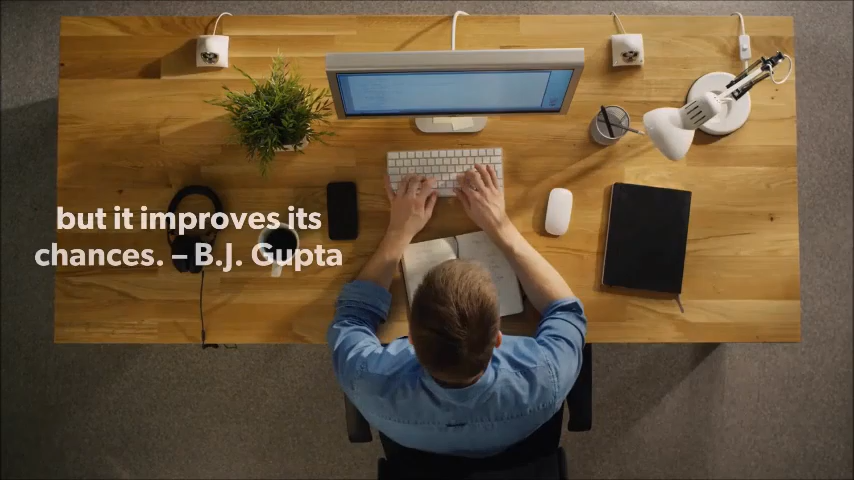 but it improves its
chances. – B.J. Gupta